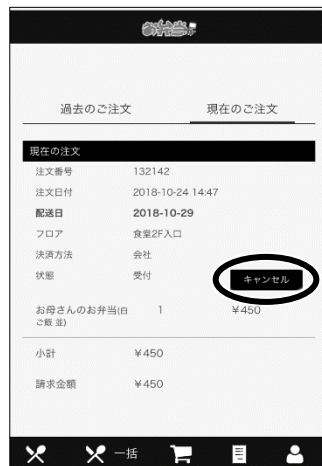 お弁当
過去のご注文 現在のご注文
現在の注文
注文番号 132142
注文日付 2018-10-24 14:47
配送日 2018-10-29
フロア 食堂2F入口
決済方法 会社
状態 受付 キャンセル
お母さんのお弁当(白 1 ¥450
ご飯 並)
小計 ¥450
請求金額 ¥450
一括